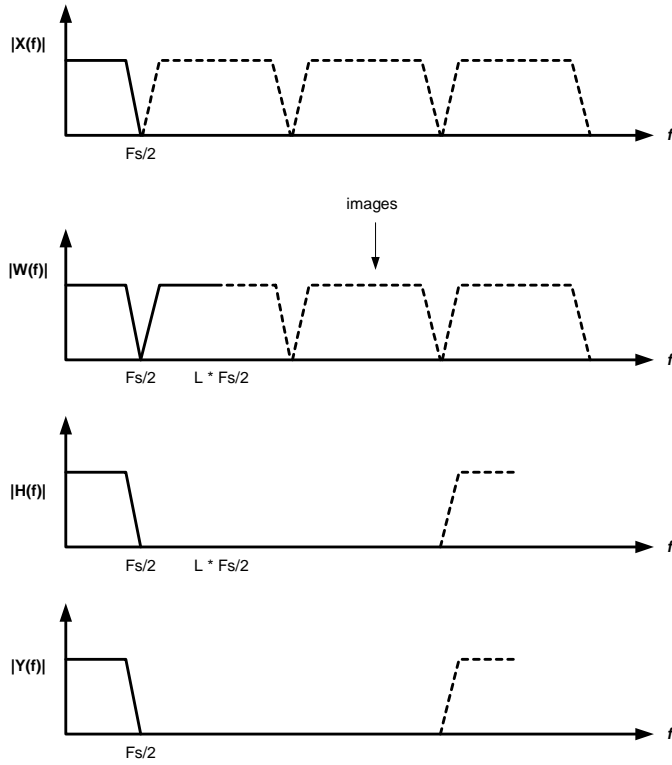 |X(f)|
f
Fs/2
images
|W(f)|
f
Fs/2 L * Fs/2
|H(f)|
f
Fs/2 L * Fs/2
|Y(f)|
f
Fs/2